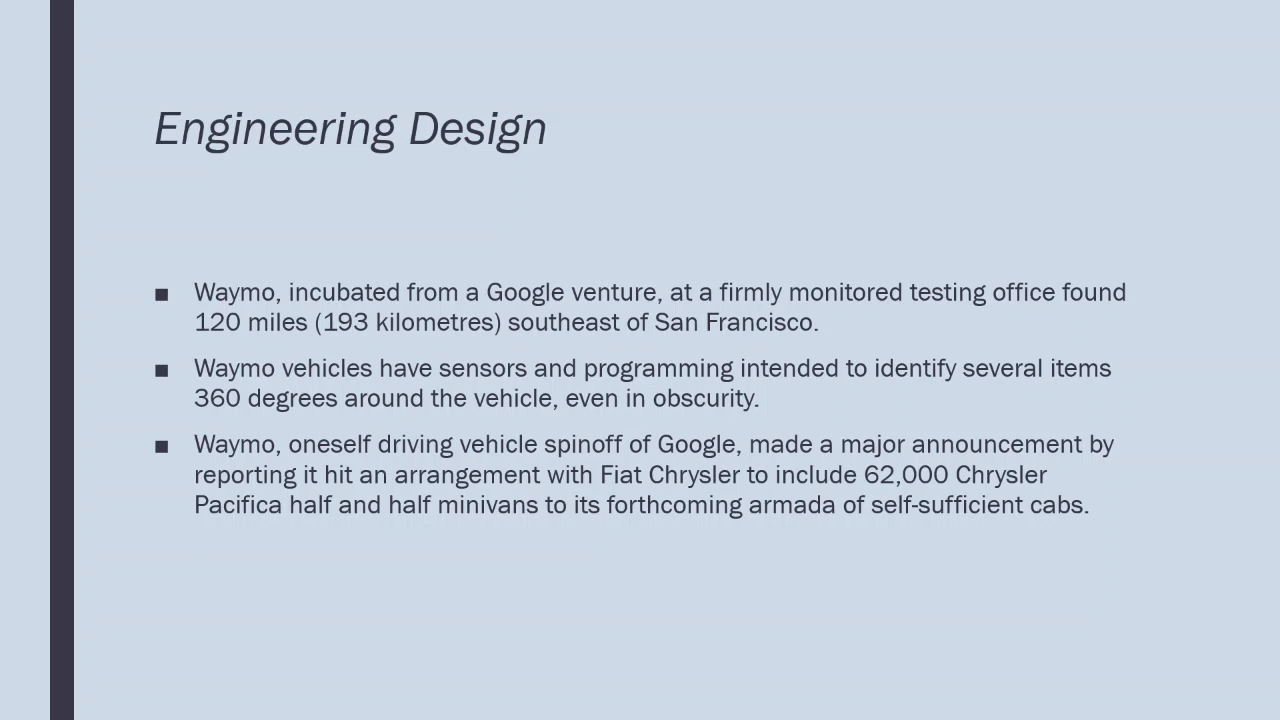 Engineering Design
■ Waymo, incubated from a Google venture, at a firmly monitored testing office found
120 miles (193 kilometres) southeast of San Francisco.
■ Waymo vehicles have sensors and programming intended to identify several items
360 degrees around the vehicle, even in obscurity.
■ Waymo, oneself driving vehicle spinoff of Google, made a major announcement by
reporting it hit an arrangement with Fiat Chrysler to include 62,000 Chrysler
Pacifica half and half minivans to its forthcoming armada of self-sufficient cabs.